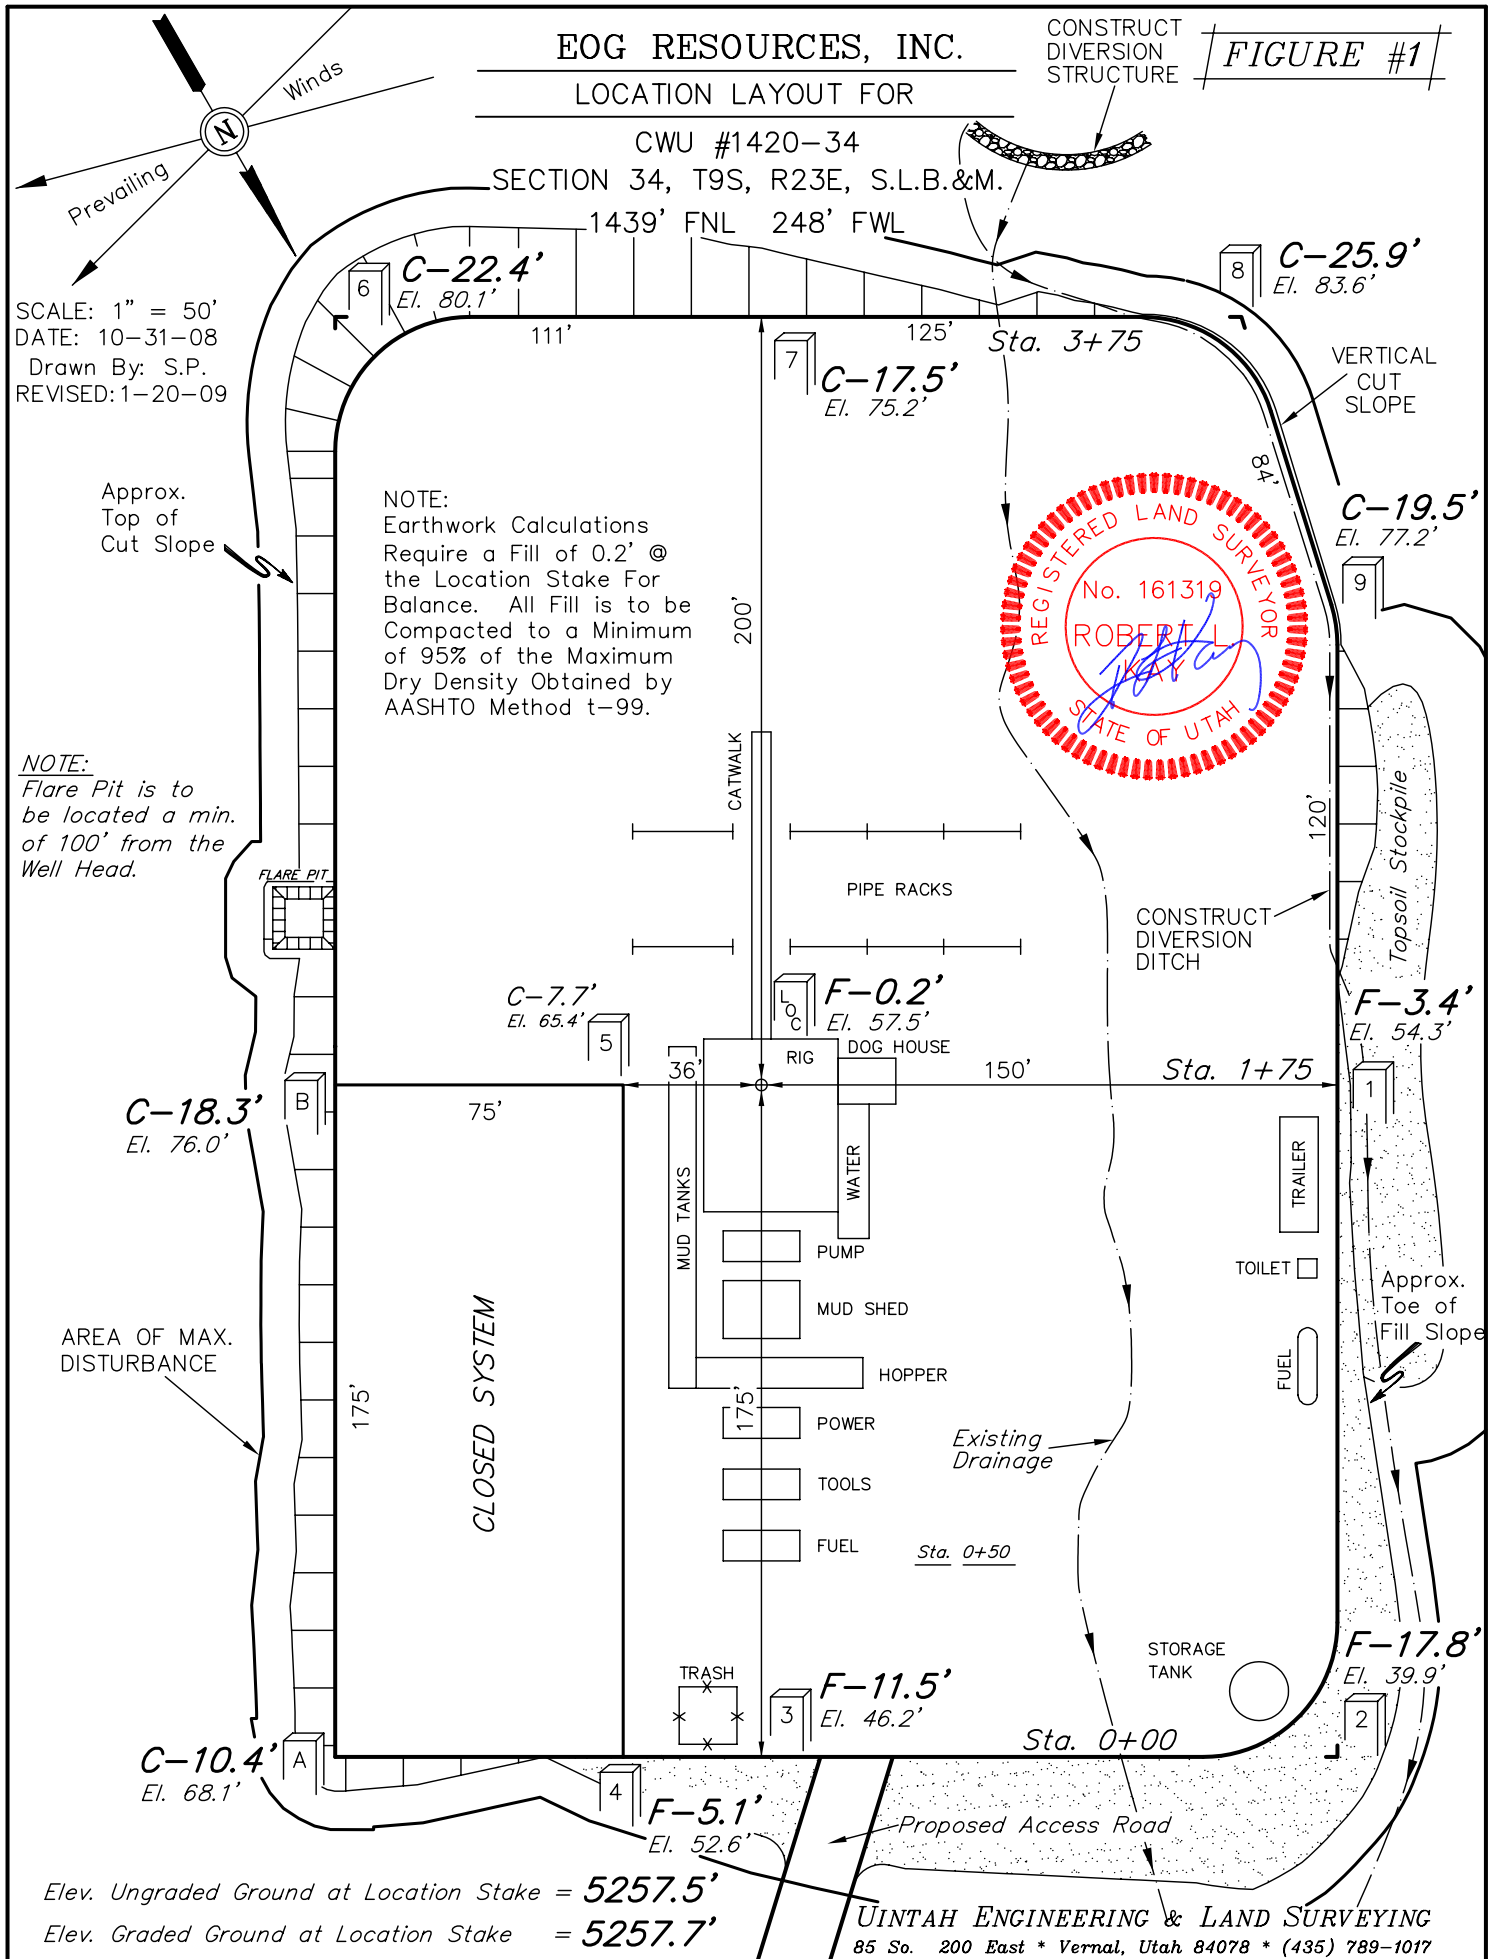 EOG RESOURCES, INC.
LOCATION LAYOUT FOR
CWU #1420-34
SECTION 34, T9S, R23E, S.L.B.&M.
1439' FNL 248' FWL
CONSTRUCT
DIVERSION
STRUCTURE
FIGURE #1
Winds
N
Prevailing
SCALE: 1" = 50'
DATE: 10-31-08
Drawn By: S.P.
REVISED: 1-20-09
6
C-22.4'
El. 80.1'
8
C-25.9'
El. 83.6'
111'
125'
Sta. 3+75
7
C-17.5'
El. 75.2'
VERTICAL
CUT
SLOPE
84'
Approx.
Top of
Cut Slope
NOTE:
Earthwork Calculations
Require a Fill of 0.2' @
the Location Stake For
Balance. All Fill is to be
Compacted to a Minimum
of 95% of the Maximum
Dry Density Obtained by
AASHTO Method t-99.
200'
REGISTERED LAND SURVEYOR
No. 161319
ROBERT L.
KAY
STATE OF UTAH
C-19.5'
El. 77.2'
9
NOTE:
Flare Pit is to
be located a min.
of 100' from the
Well Head.
FLARE PIT
CATWALK
PIPE RACKS
120'
Topsoil Stockpile
CONSTRUCT
DIVERSION
DITCH
C-7.7'
El. 65.4'
5
LOC
F-0.2'
El. 57.5'
F-3.4'
El. 54.3'
1
RIG
DOG HOUSE
36'
150'
Sta. 1+75
B
C-18.3'
El. 76.0'
75'
MUD TANKS
WATER
TRAILER
PUMP
TOILET
MUD SHED
Approx.
Toe of
Fill Slope
AREA OF MAX.
DISTURBANCE
CLOSED SYSTEM
175'
HOPPER
FUEL
175'
POWER
Existing
Drainage
TOOLS
FUEL
Sta. 0+50
STORAGE
TANK
F-17.8'
El. 39.9'
2
TRASH
3
F-11.5'
El. 46.2'
Sta. 0+00
C-10.4'
El. 68.1'
A
4
F-5.1'
El. 52.6'
Proposed Access Road
Elev. Ungraded Ground at Location Stake = 5257.5'
Elev. Graded Ground at Location Stake = 5257.7'
UINTAH ENGINEERING & LAND SURVEYING
85 So. 200 East * Vernal, Utah 84078 * (435) 789-1017